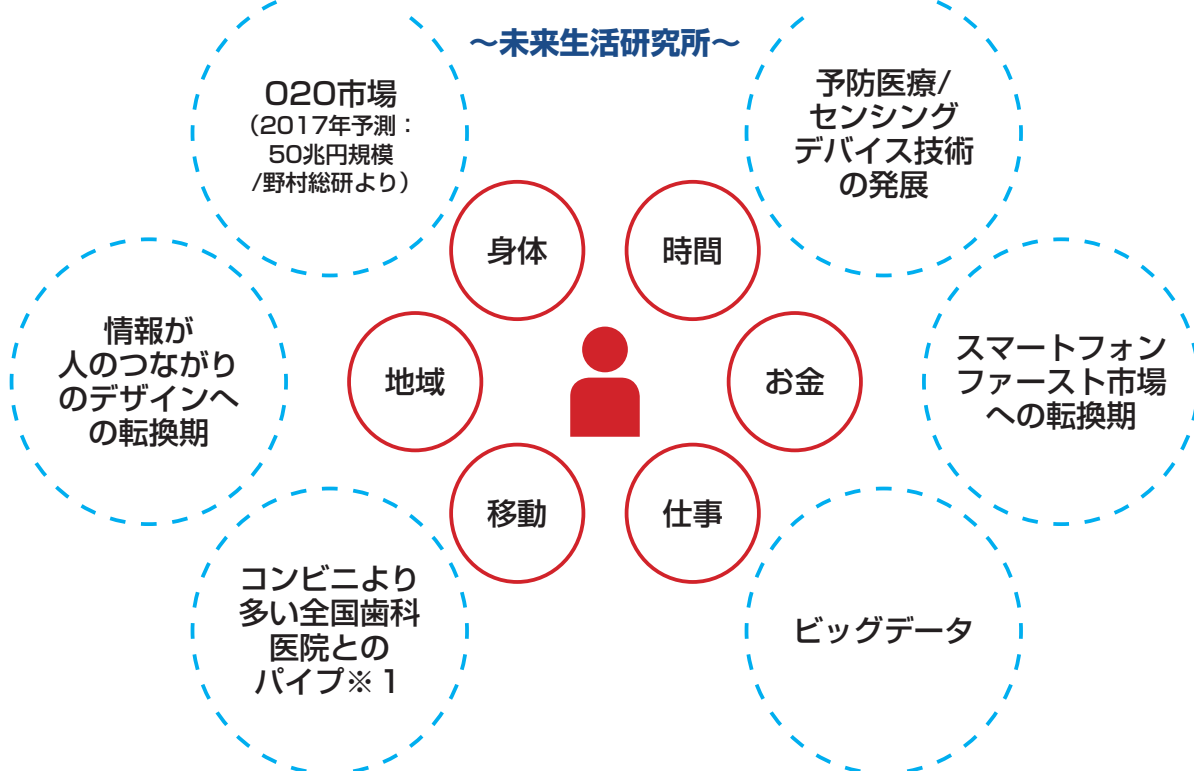 ～未来生活研究所～
O2O市場
（2017年予測：
50兆円規模
/野村総研より）
予防医療/
センシング
デバイス技術
の発展
身体
時間
情報が
人のつながり
のデザインへ
の転換期
地域
お金
スマートフォン
ファースト市場
への転換期
移動
仕事
コンビニより
多い全国歯科
医院との
パイプ※１
ビッグデータ